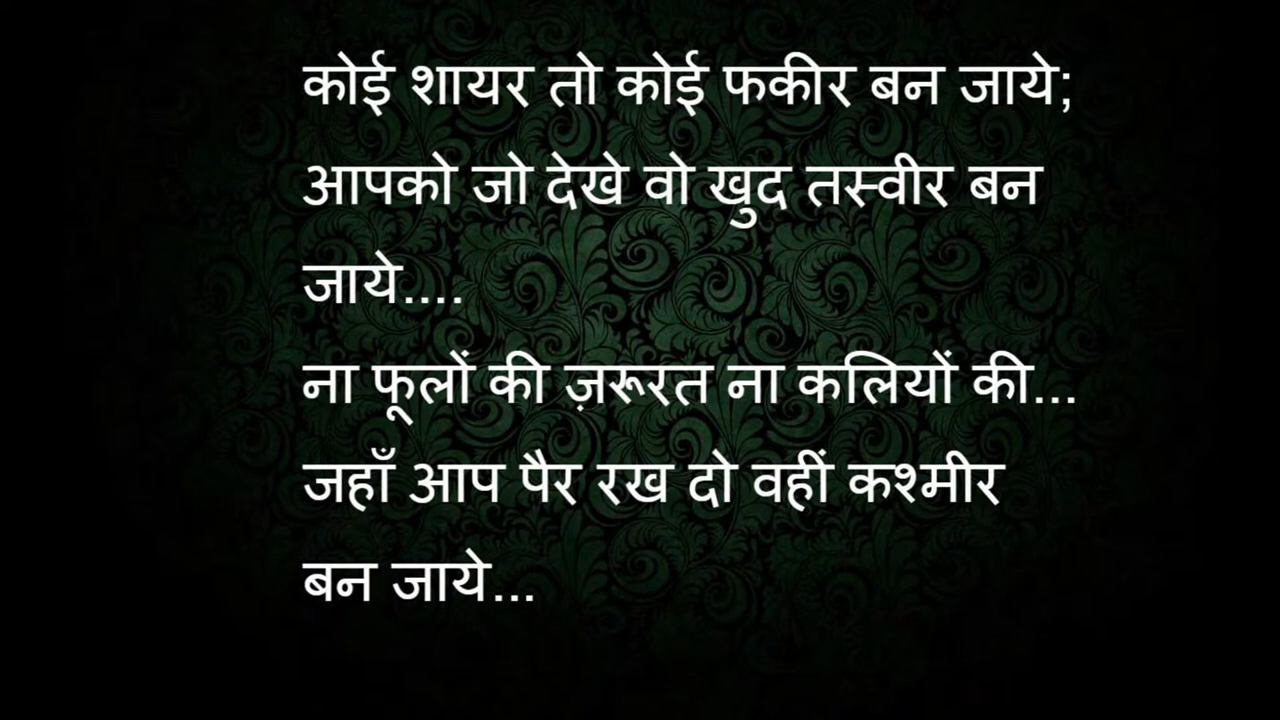 कोई शायर तो कोई फकीर बन जाये;
आपको जो देखे वो खुद तस्वीर बन
जाये....
ना फूलों की ज़रूरत ना कलियों की...
जहाँ आप पैर रख दो वहीं कश्मीर
बन जाये...